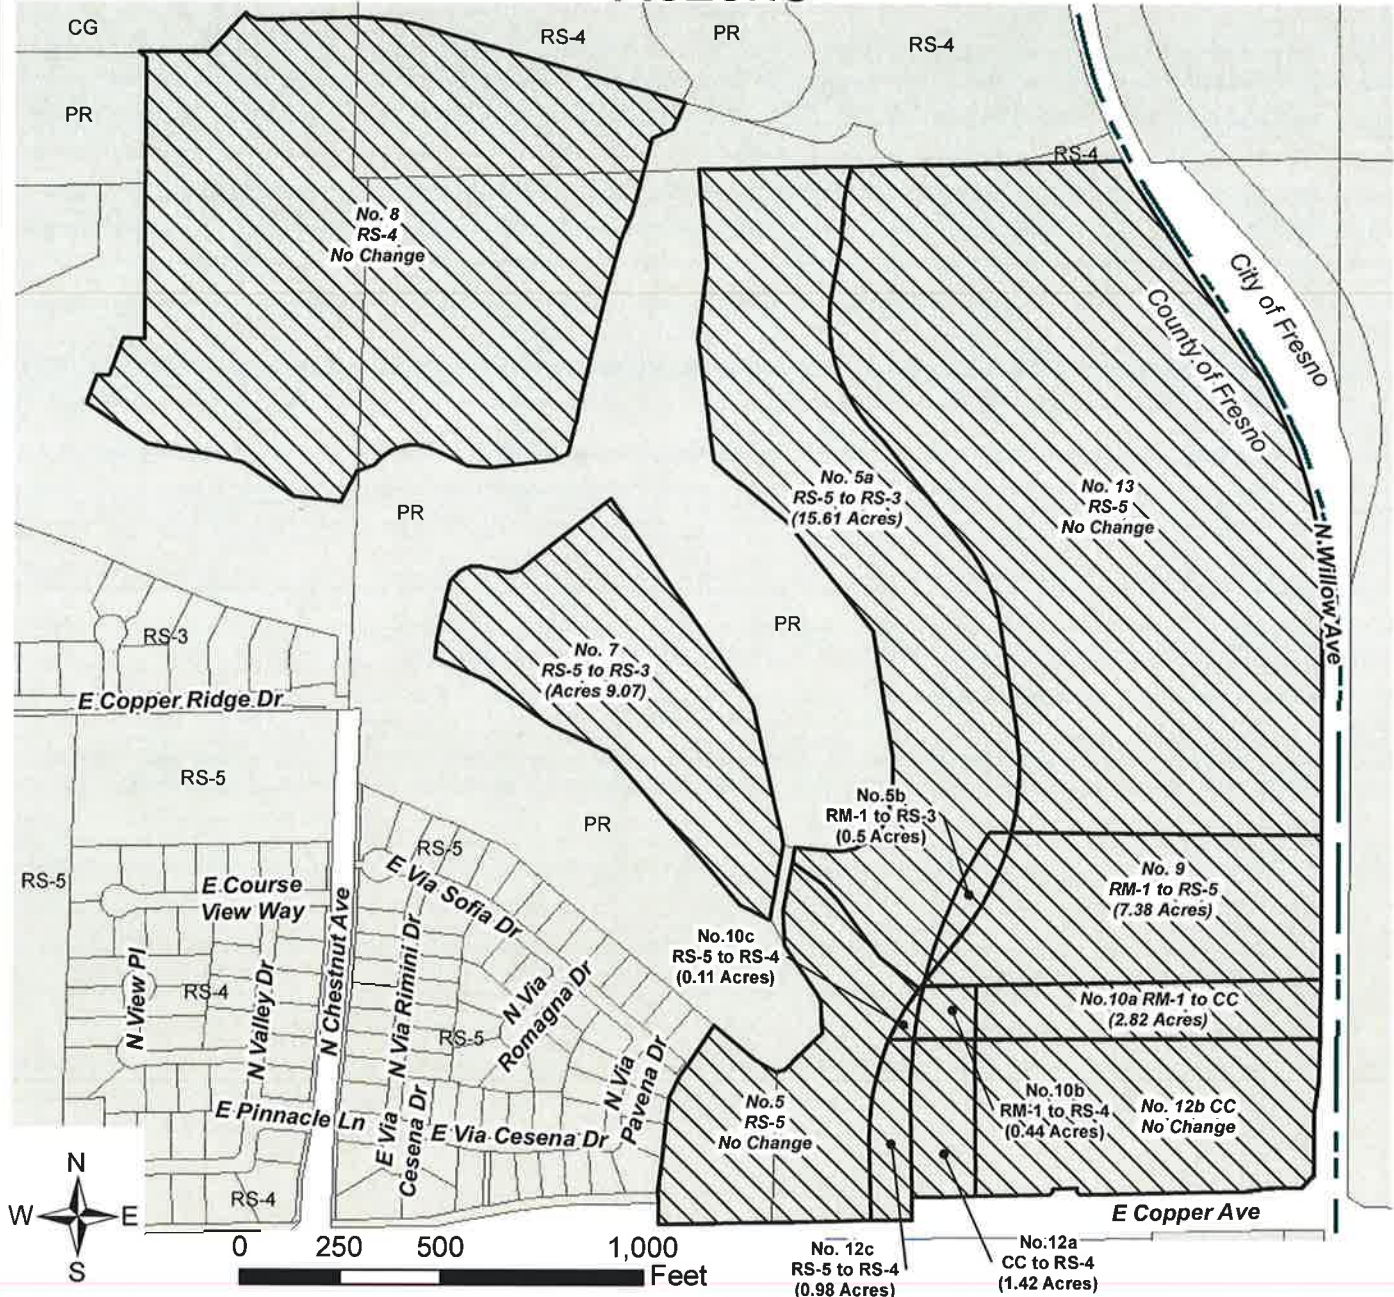 CG
RS-4
PR
RS-4
PR
RS-4
No. 8
RS-4
No Change
City of Fresno
County of Fresno
No. 5a
RS-5 to RS-3
(15.61 Acres)
No. 13
RS-5
No Change
PR
N Willow Ave
PR
RS-3
No. 7
RS-5 to RS-3
(Acres 9.07)
E Copper Ridge Dr
RS-5
PR
No.5b
RM-1 to RS-3
(0.5 Acres)
RS-5
RS-5
E Course
View Way
E Via Sofia Dr
No. 9
RM-1 to RS-5
(7.38 Acres)
N Chestnut Ave
No.10c
RS-5 to RS-4
(0.11 Acres)
N View Pl
RS-4
N Valley Dr
N Via Rimini Dr
RS-5
N Via
Romagna Dr
No.10a RM-1 to CC
(2.82 Acres)
N Via
Pavena Dr
No.10b
RM-1 to RS-4
(0.44 Acres)
No. 12b CC
No Change
No.5
RS-5
No Change
E Pinnacle Ln
E Via
Cesena Dr
E Via Cesena Dr
RS-4
N
W
E
S
E Copper Ave
0
250
500
1,000
Feet
No. 12c
RS-5 to RS-4
(0.98 Acres)
No.12a
CC to RS-4
(1.42 Acres)